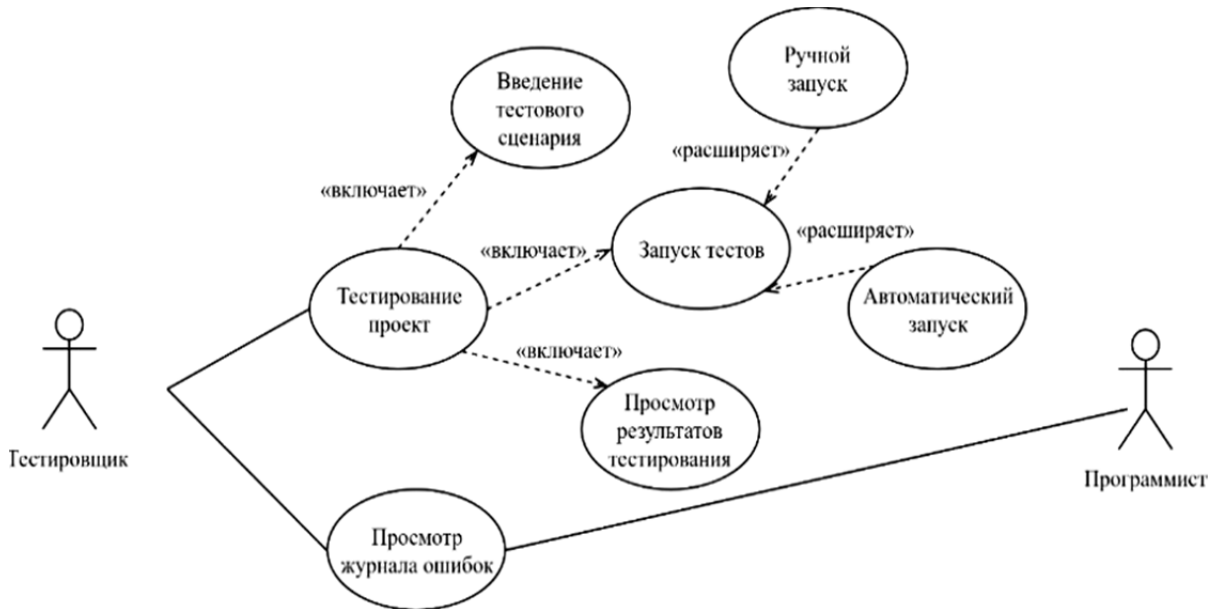 Введение
тестового
сценария
Ручной
запуск
«расширяет»
«включает»
«включает»
Запуск тестов
«расширяет»
Тестирование
проект
Автоматический
запуск
«включает»
Просмотр
результатов
тестирования
Тестировщик
Программист
Просмотр
журнала ошибок